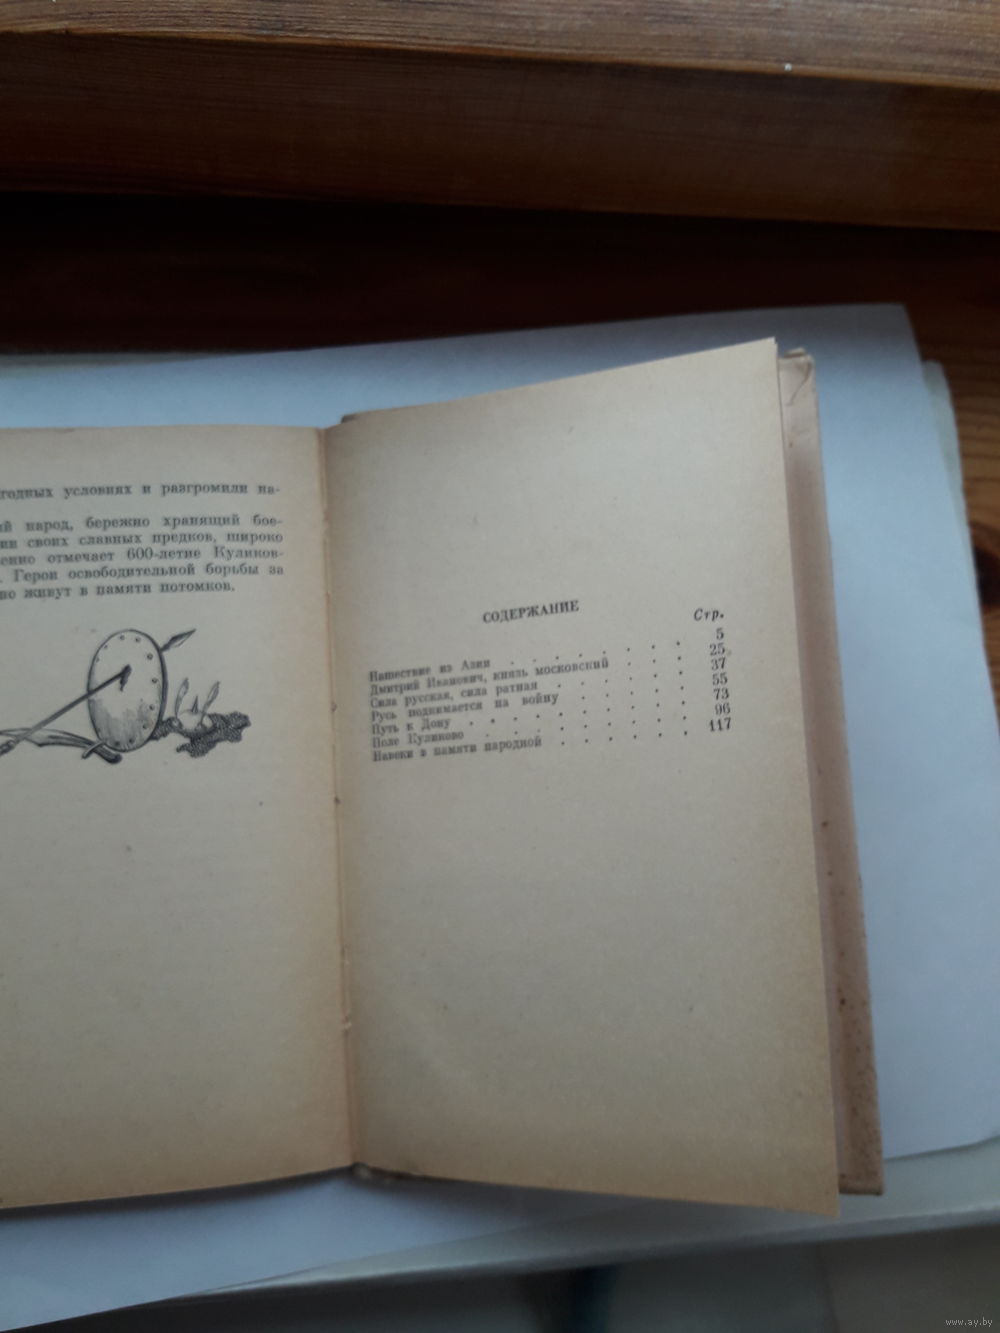 годных условиях и разгромили на-
ий народ, бережно хранящий бое-
ии своих славных предков, широко
енно отмечает 600-летие Куликов-
. Герои освободительной борьбы за
но живут в памяти потомков.
СОДЕРЖАНИЕ
Стр.
Нашествие из Азии . . . . . . . 5
Дмитрий Иванович, князь московский . . . 25
Сила русская, сила ратная . . . . . 37
Русь поднимается на войну . . . . 55
Путь к Дону . . . . . . . . 73
Поле Куликово . . . . . . . 96
Навеки в памяти народной . . . . . . 117
www.ay.by